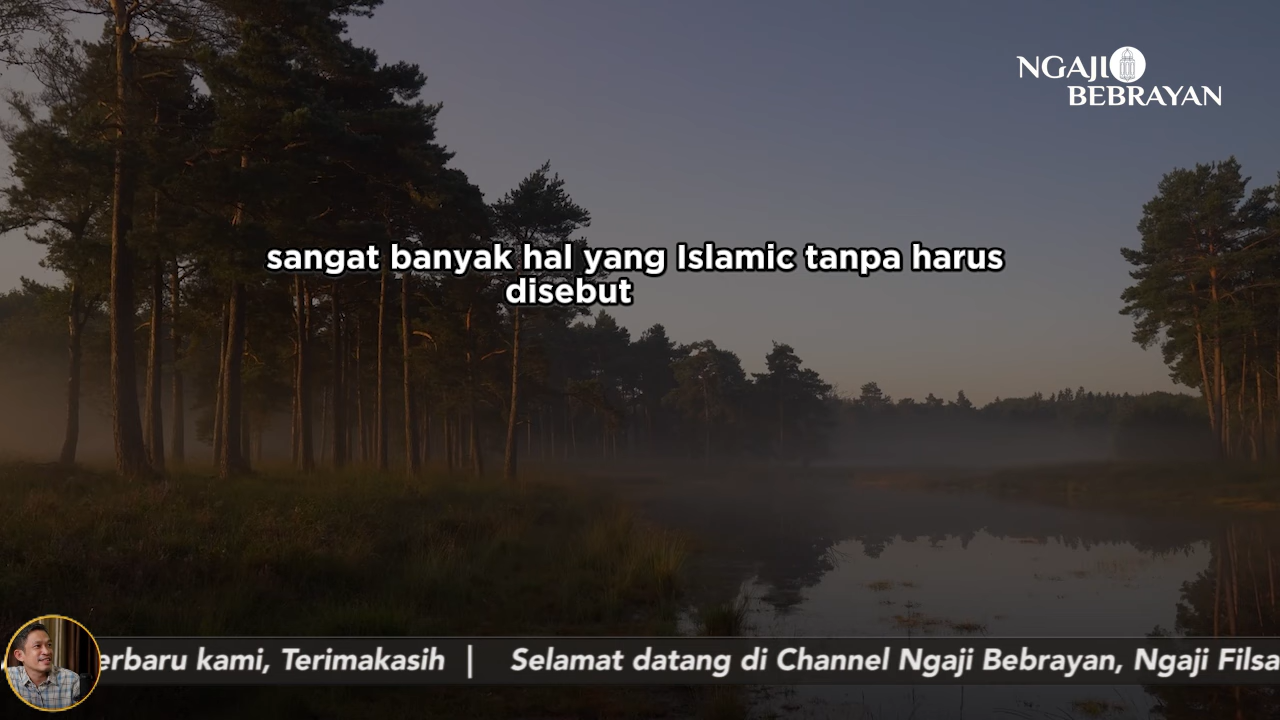 NGAJI
BEBRAYAN
sangat banyak hal yang Islamic tanpa harus
disebut
erbaru kami, Terimakasih | Selamat datang di Channel Ngaji Bebrayan, Ngaji Filsa